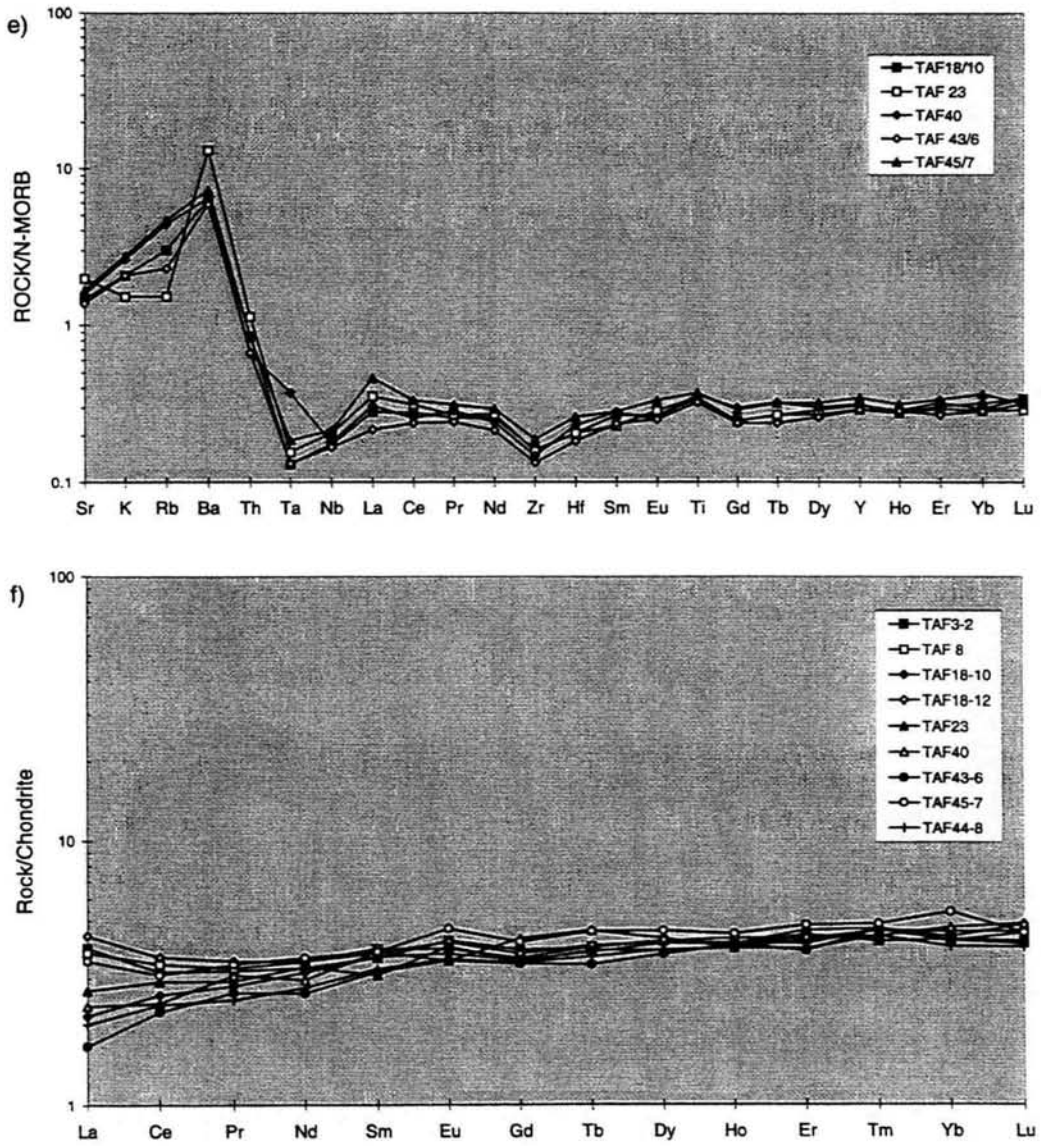 e)
100
10
1
0.1
ROCK/N-MORB
TAF18/10
TAF 23
TAF40
TAF 43/6
TAF45/7
Sr K Rb Ba Th Ta Nb La Ce Pr Nd Zr Hf Sm Eu Ti Gd Tb Dy Y Ho Er Yb Lu
f)
100
10
1
Rock/Chondrite
TAF3-2
TAF 8
TAF18-10
TAF18-12
TAF23
TAF40
TAF43-6
TAF45-7
TAF44-8
La Ce Pr Nd Sm Eu Gd Tb Dy Ho Er Tm Yb Lu